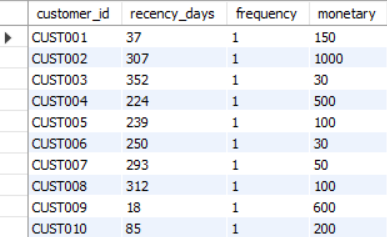 customer_id recency_days frequency monetary
CUST001 37 1 150
CUST002 307 1 1000
CUST003 352 1 30
CUST004 224 1 500
CUST005 239 1 100
CUST006 250 1 30
CUST007 293 1 50
CUST008 312 1 100
CUST009 18 1 600
CUST010 85 1 200